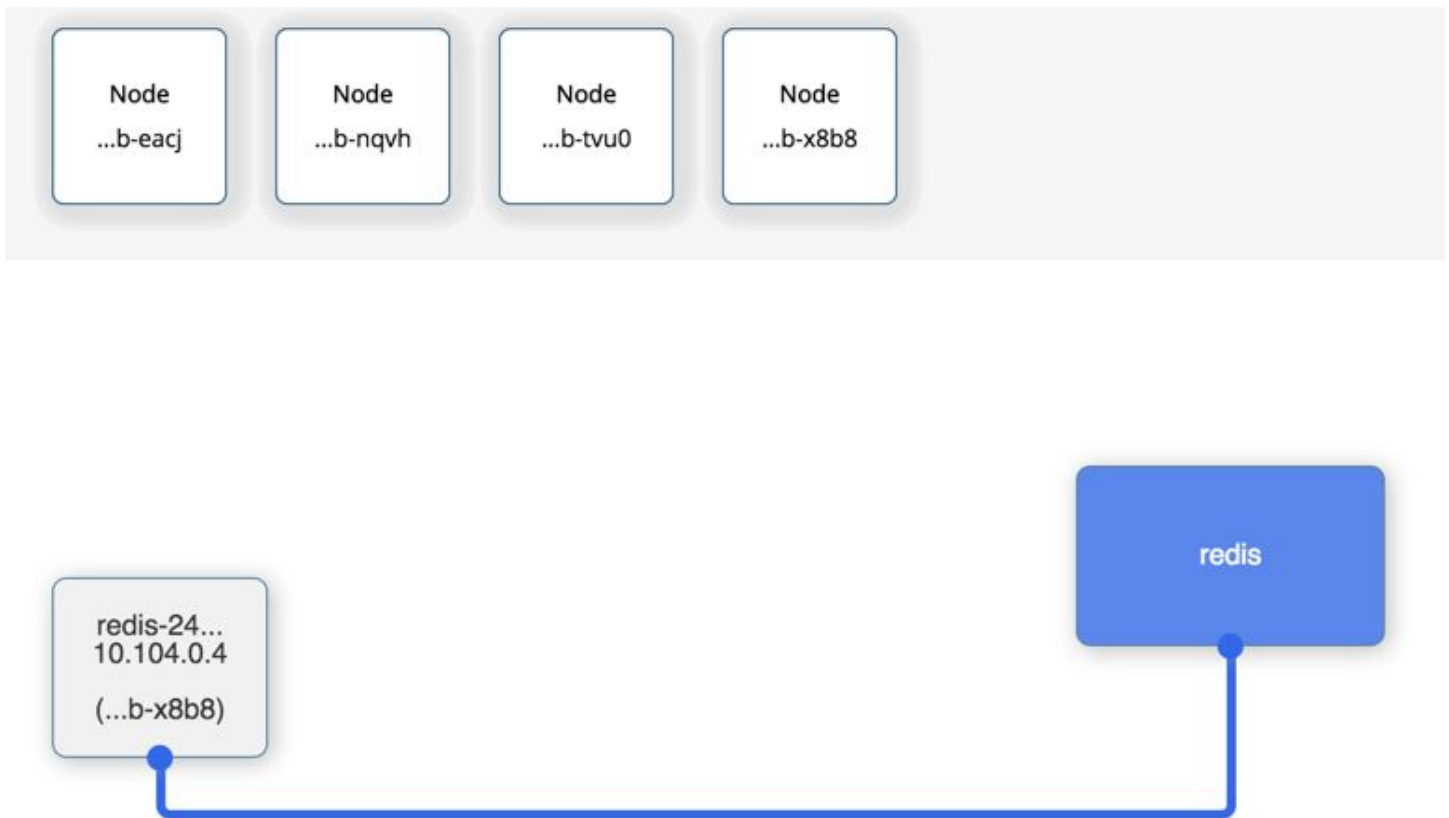 Node
...b-eacj
Node
...b-nqvh
Node
...b-tvu0
Node
...b-x8b8
redis
redis-24...
10.104.0.4
(...b-x8b8)